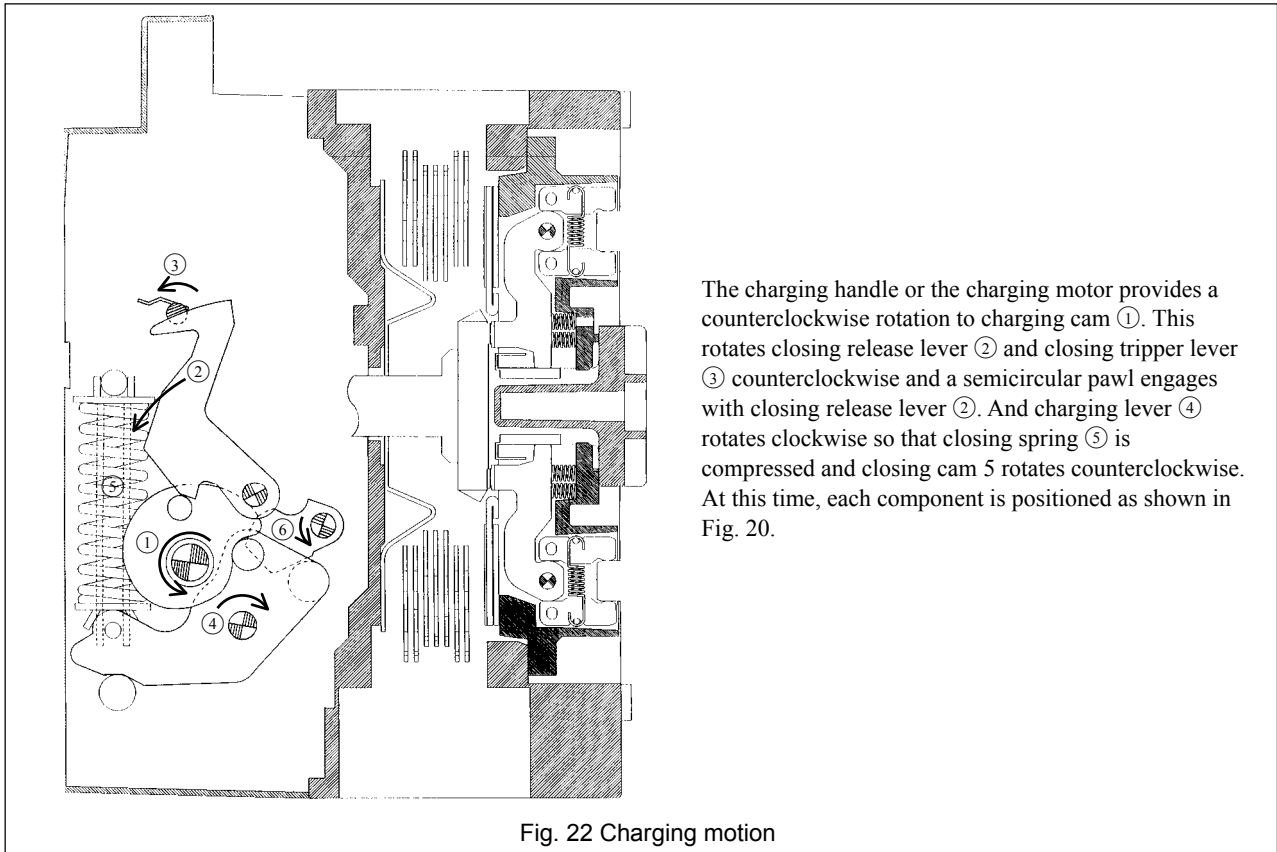 ③
②
⑤
①
⑥
④
The charging handle or the charging motor provides a
counterclockwise rotation to charging cam ①. This
rotates closing release lever ② and closing tripper lever
③ counterclockwise and a semicircular pawl engages
with closing release lever ②. And charging lever ④
rotates clockwise so that closing spring ⑤ is
compressed and closing cam 5 rotates counterclockwise.
At this time, each component is positioned as shown in
Fig. 20.
Fig. 22 Charging motion